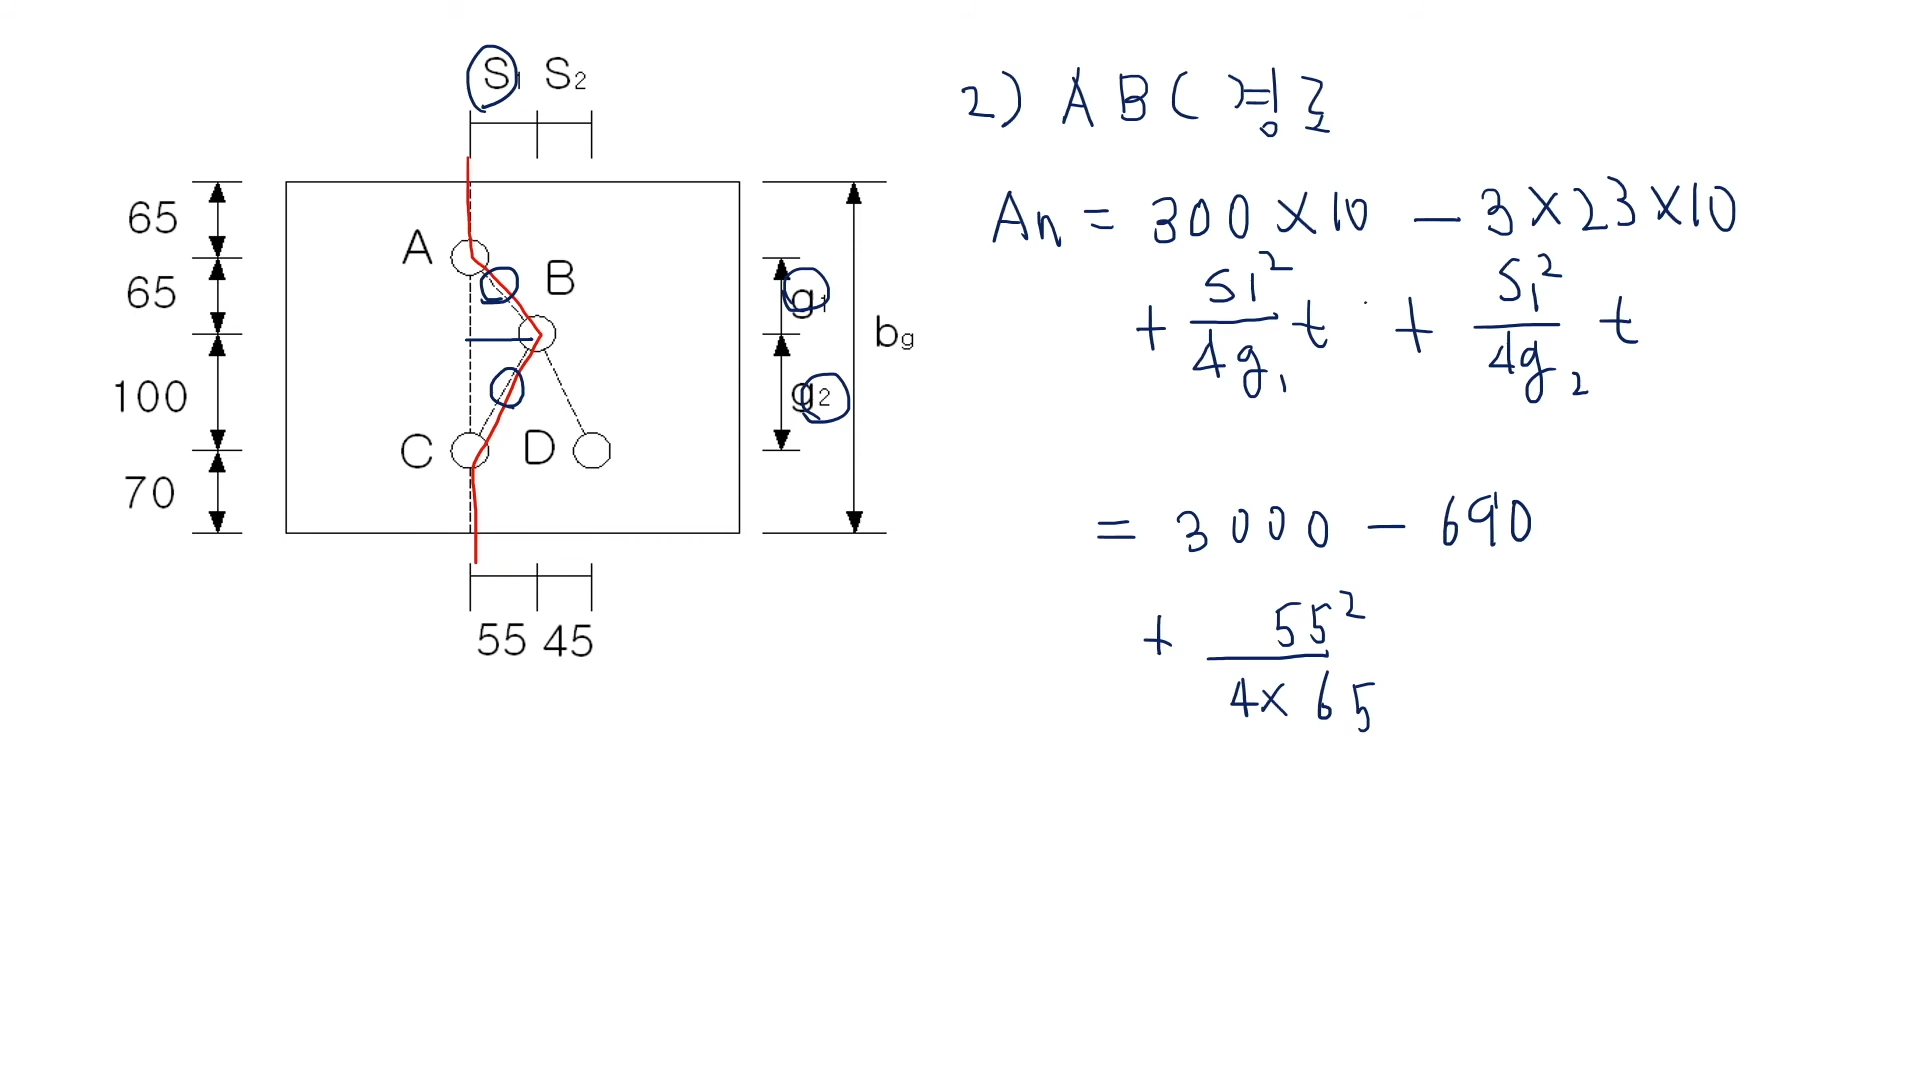 S1 S2
65
65
100
70
A
B
C
D
g1
g2
bg
55 45
2) ABC 경로
An = 300 × 10 − 3 × 23 × 10
+ S1²/4g1 t + S1²/4g2 t
= 3000 − 690
+ 55²/4× 65